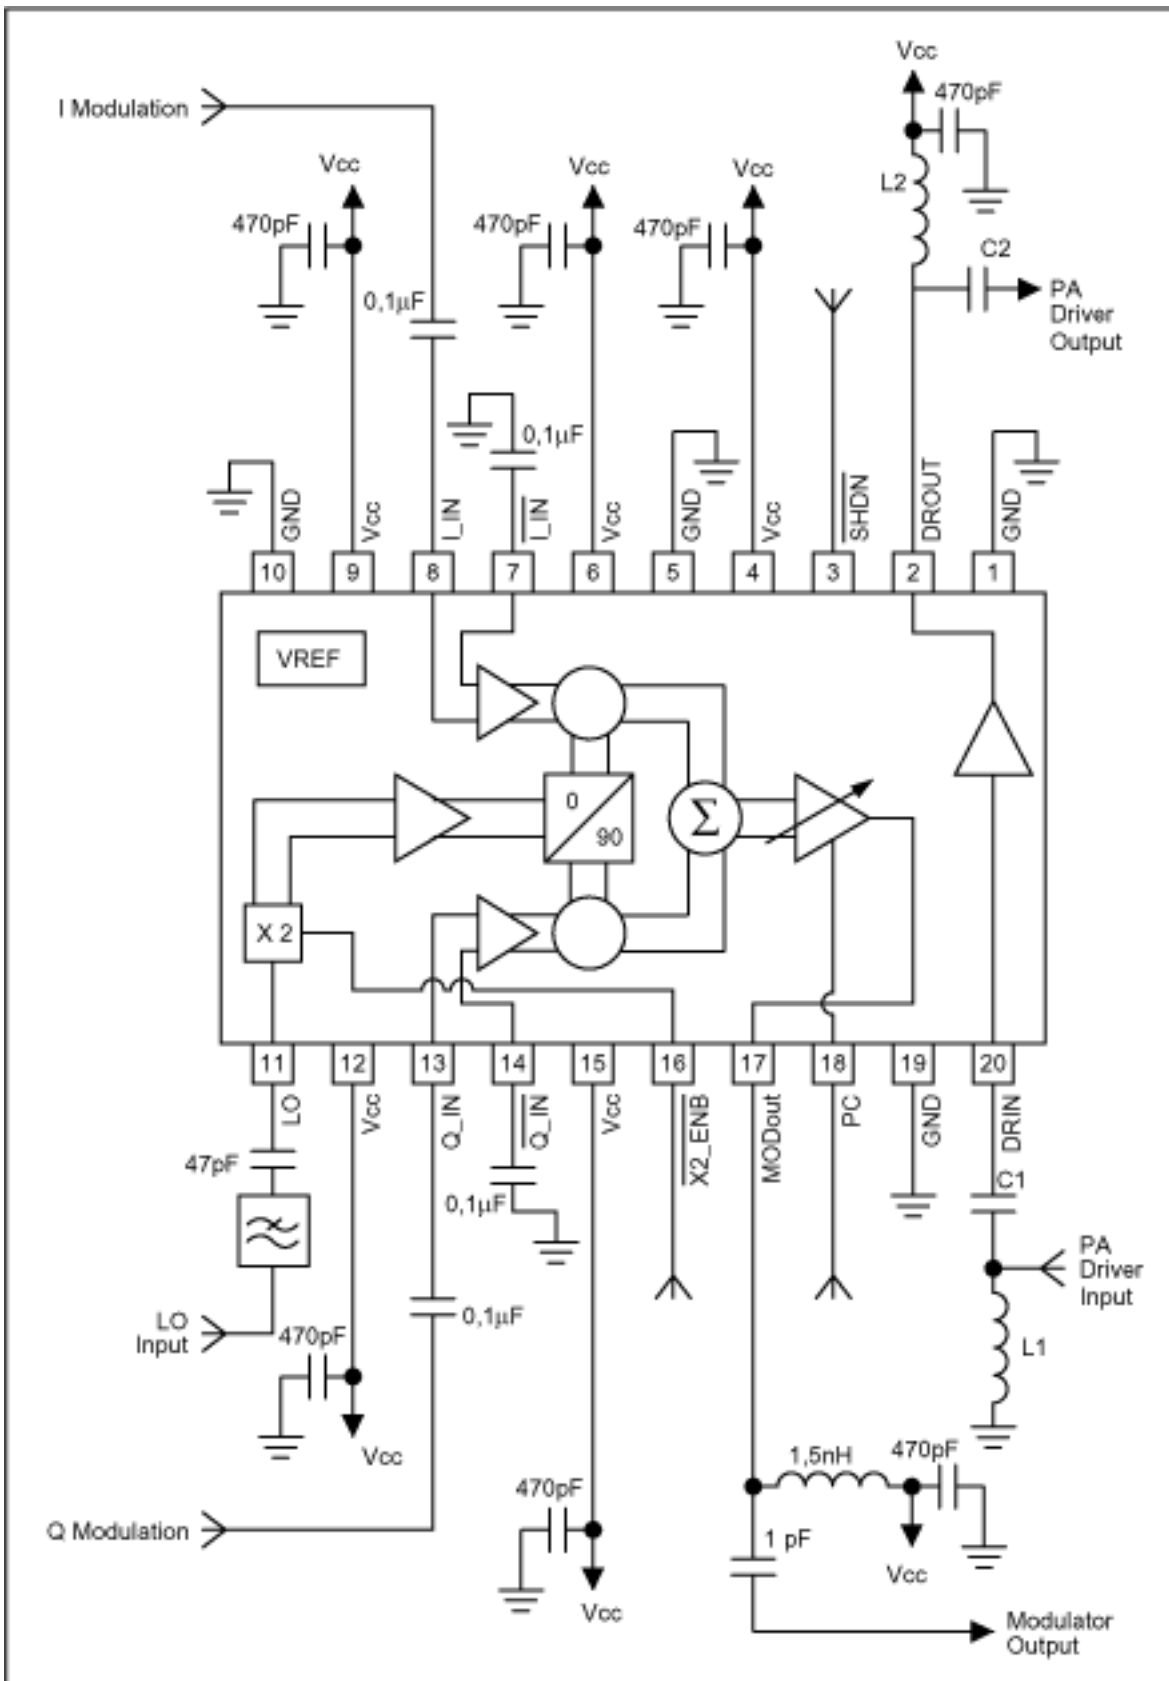 Vcc
470pF
I Modulation
Vcc
Vcc
Vcc
L2
470pF
470pF
470pF
C2
0,1µF
PA
Driver
Output
0,1µF
GND
Vcc
I_IN
I_IN
Vcc
GND
Vcc
SHDN
DROUT
GND
10
9
8
7
6
5
4
3
2
1
VREF
0
90
Σ
X 2
11
12
13
14
15
16
17
18
19
20
LO
Vcc
Q_IN
Q_IN
Vcc
X2_ENB
MODout
PC
GND
DRIN
47pF
0,1µF
C1
PA
Driver
Input
LO
Input
470pF
0,1µF
L1
Vcc
470pF
1,5nH
470pF
Q Modulation
1 pF
Vcc
Vcc
Modulator
Output